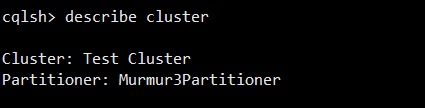 cqlsh> describe cluster
Cluster: Test Cluster
Partitioner: Murmur3Partitioner